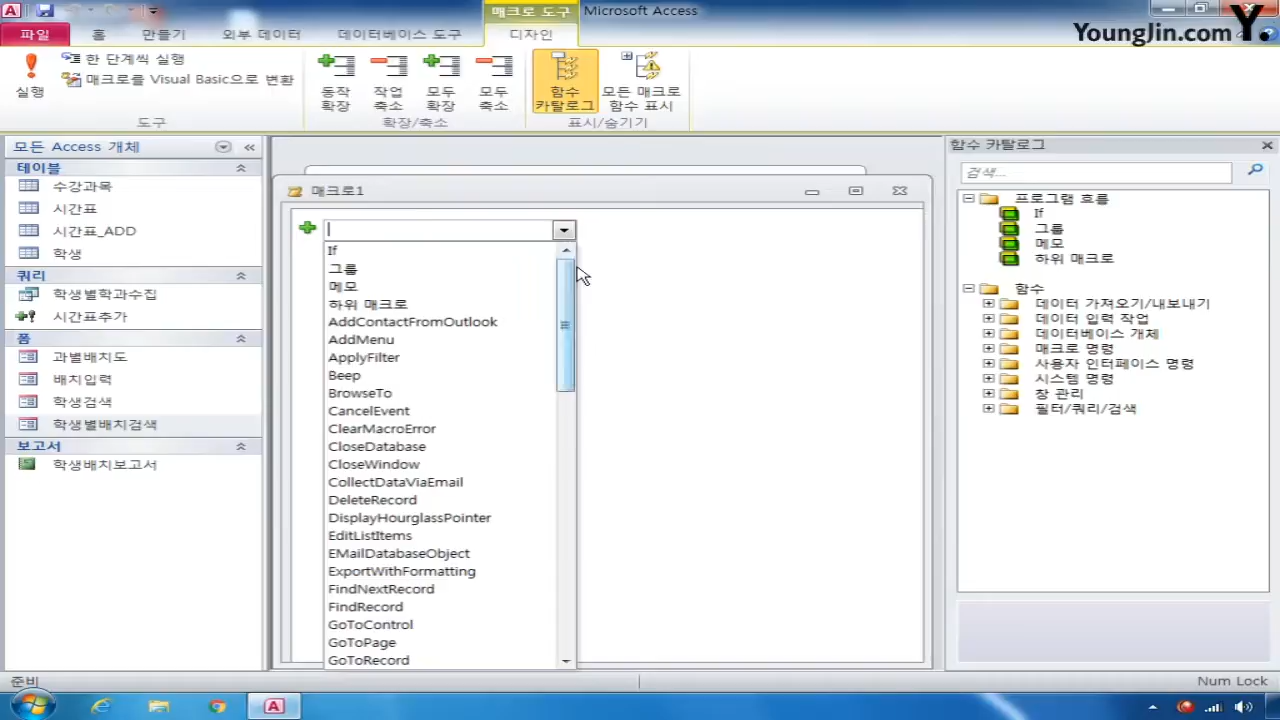 매크로 도구 Microsoft Access
YoungJin.com Y.
파일 홈 만들기 외부 데이터 데이터베이스 도구 디자인
실행
한 단계씩 실행
매크로를 Visual Basic으로 변환
도구
동작 확장
작업 축소
모두 확장
모두 축소
확장/축소
함수 카탈로그
모든 매크로 함수 표시
표시/숨기기
모든 Access 개체
테이블
수강과목
시간표
시간표_ADD
학생
쿼리
학생별학과수집
시간표추가
폼
과별배치도
배치입력
학생검색
학생별배치검색
보고서
학생배치보고서
매크로1
If
그룹
메모
하위 매크로
AddContactFromOutlook
AddMenu
ApplyFilter
Beep
BrowseTo
CancelEvent
ClearMacroError
CloseDatabase
CloseWindow
CollectDataViaEmail
DeleteRecord
DisplayHourglassPointer
EditListItems
EMailDatabaseObject
ExportWithFormatting
FindNextRecord
FindRecord
GoToControl
GoToPage
GoToRecord
함수 카탈로그
검색...
프로그램 흐름
If
그룹
메모
하위 매크로
함수
데이터 가져오기/내보내기
데이터 입력 작업
데이터베이스 개체
매크로 명령
사용자 인터페이스 명령
시스템 명령
창 관리
필터/쿼리/검색
준비
Num Lock